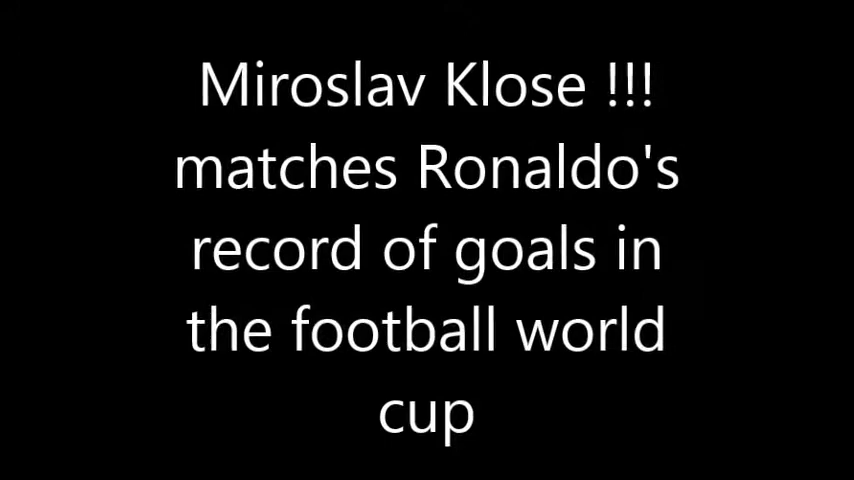 Miroslav Klose !!!
matches Ronaldo's
record of goals in
the football world
cup